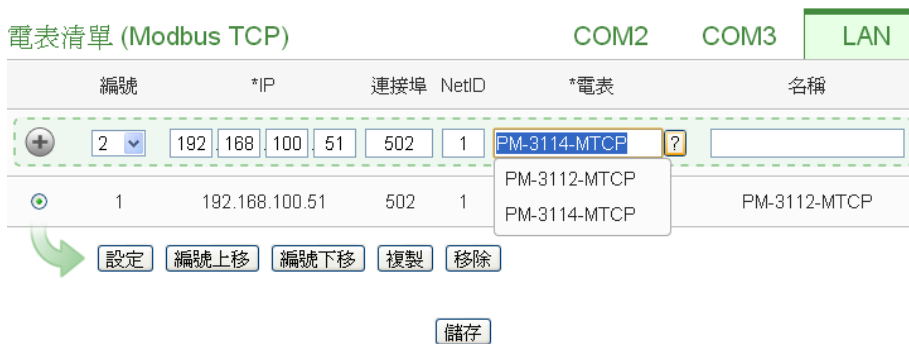 電表清單 (Modbus TCP) COM2 COM3 LAN
編號 *IP 連接埠 NetID *電表 名稱
2 192 . 168 . 100 . 51 502 1 PM-3114-MTCP ?
PM-3112-MTCP
1 192.168.100.51 502 1 PM-3112-MTCP
PM-3114-MTCP
設定 編號上移 編號下移 複製 移除
儲存